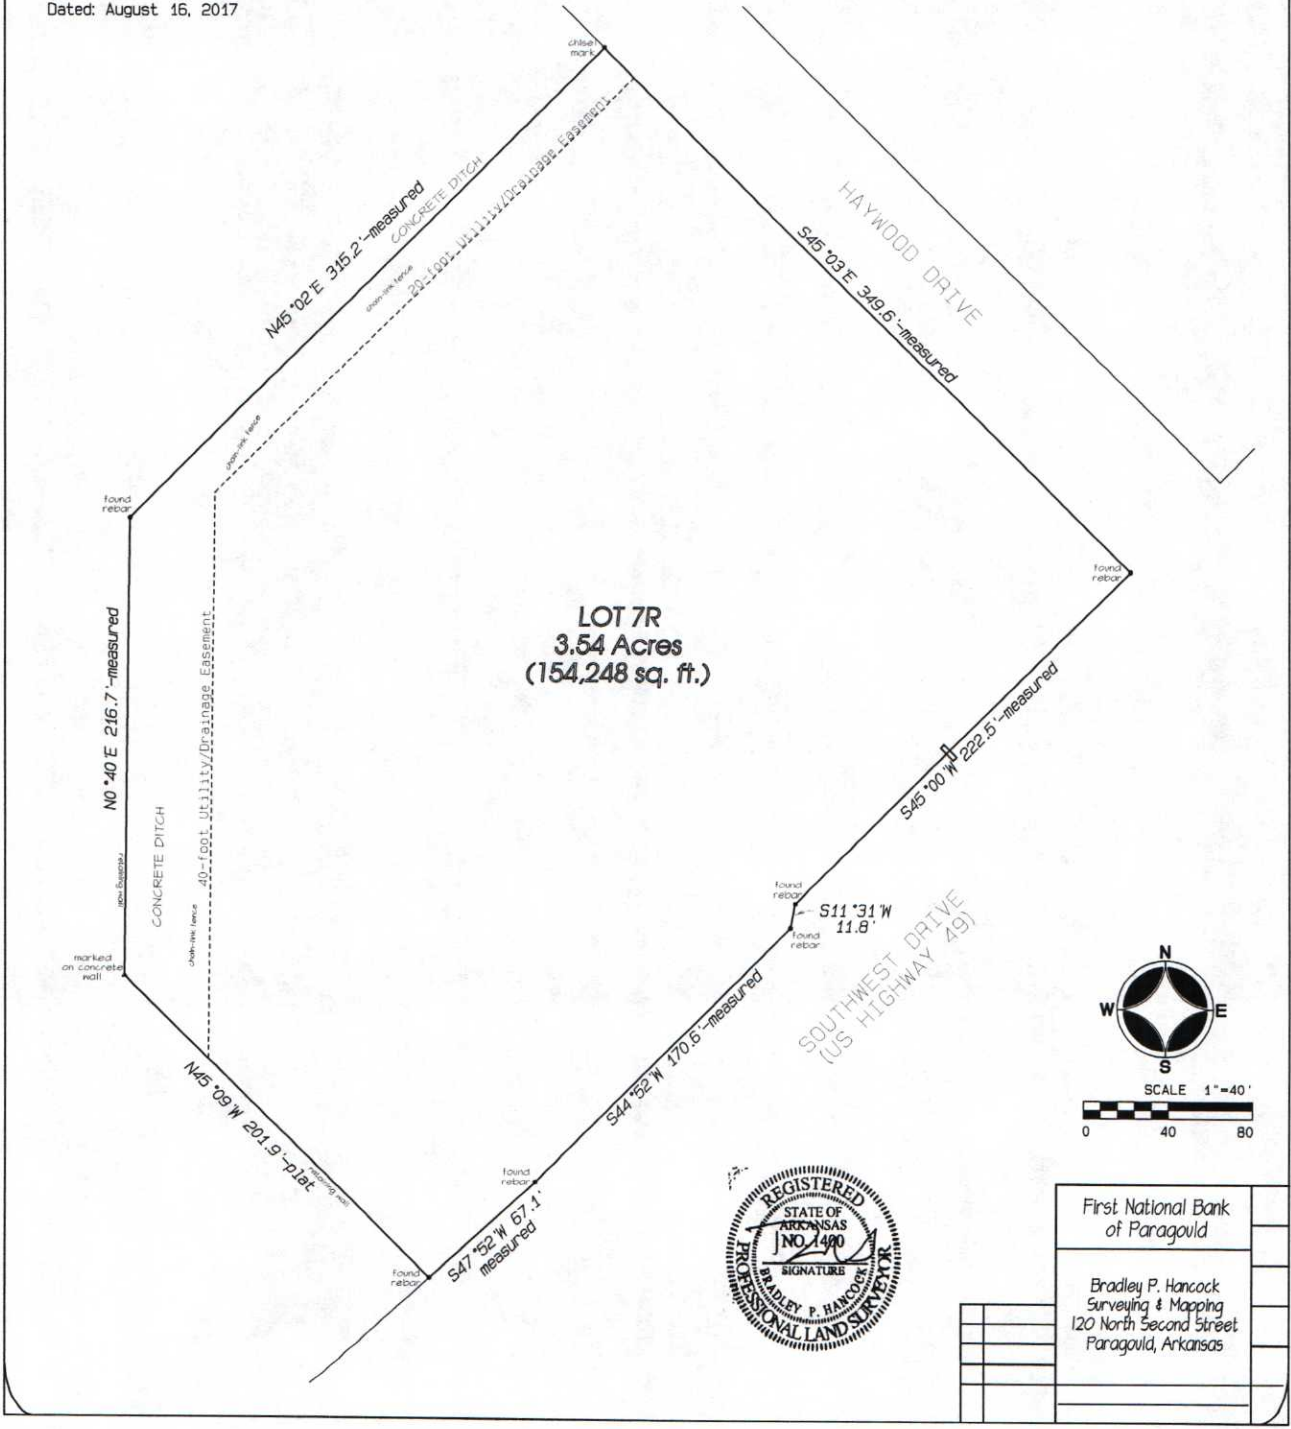 Dated: August 16, 2017
chisel
mark
N45°02'E 315.2'-measured
CONCRETE DITCH
chain-link fence
20-foot Utility/Drainage Easement
HAYWOOD DRIVE
S45°03'E 349.6'-measured
chain-link fence
found
rebar
found
rebar
LOT 7R
3.54 Acres
(154,248 sq. ft.)
N0°40'E 216.7'-measured
retaining wall
CONCRETE DITCH
40-foot Utility/Drainage Easement
chain-link fence
S45°00'W 222.5'-measured
found
rebar
S11°31'W
11.8'
found
rebar
SOUTHWEST DRIVE
(US HIGHWAY 49)
marked
on concrete
wall
S44°52'W 170.6'-measured
N45°09'W 201.9'-plat
retaining wall
found
rebar
S47°52'W 67.1'
measured
found
rebar
N
W E
S
SCALE 1"=40'
0 40 80
REGISTERED
PROFESSIONAL LAND SURVEYOR
STATE OF
ARKANSAS
NO. 1400
SIGNATURE
BRADLEY P. HANCOCK
First National Bank
of Paragould
Bradley P. Hancock
Surveying & Mapping
120 North Second Street
Paragould, Arkansas